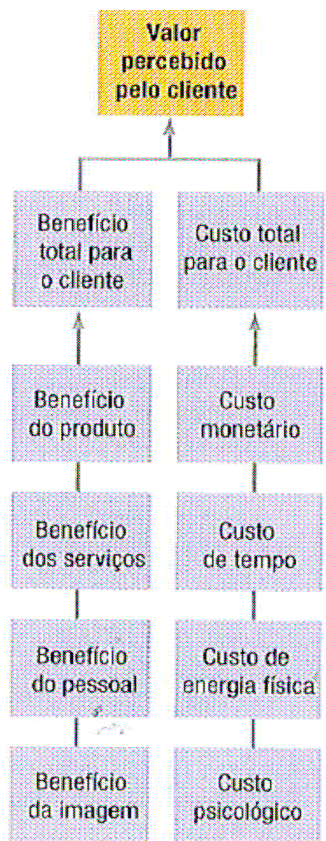 Valor
percebido
pelo cliente
Benefício
total para
o cliente
Custo total
para o cliente
Benefício
do produto
Custo
monetário
Benefício
dos serviços
Custo
de tempo
Benefício
do pessoal
Custo de
energia física
Benefício
da imagem
Custo
psicológico